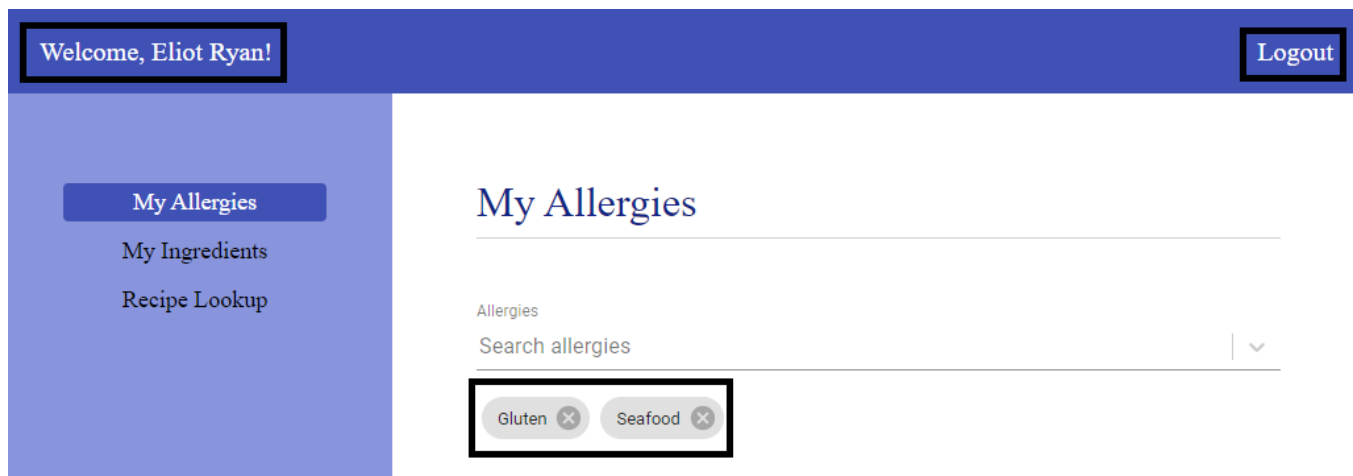 Welcome, Eliot Ryan!
Logout
My Allergies
My Ingredients
Recipe Lookup
My Allergies
Allergies
Search allergies
Gluten
Seafood